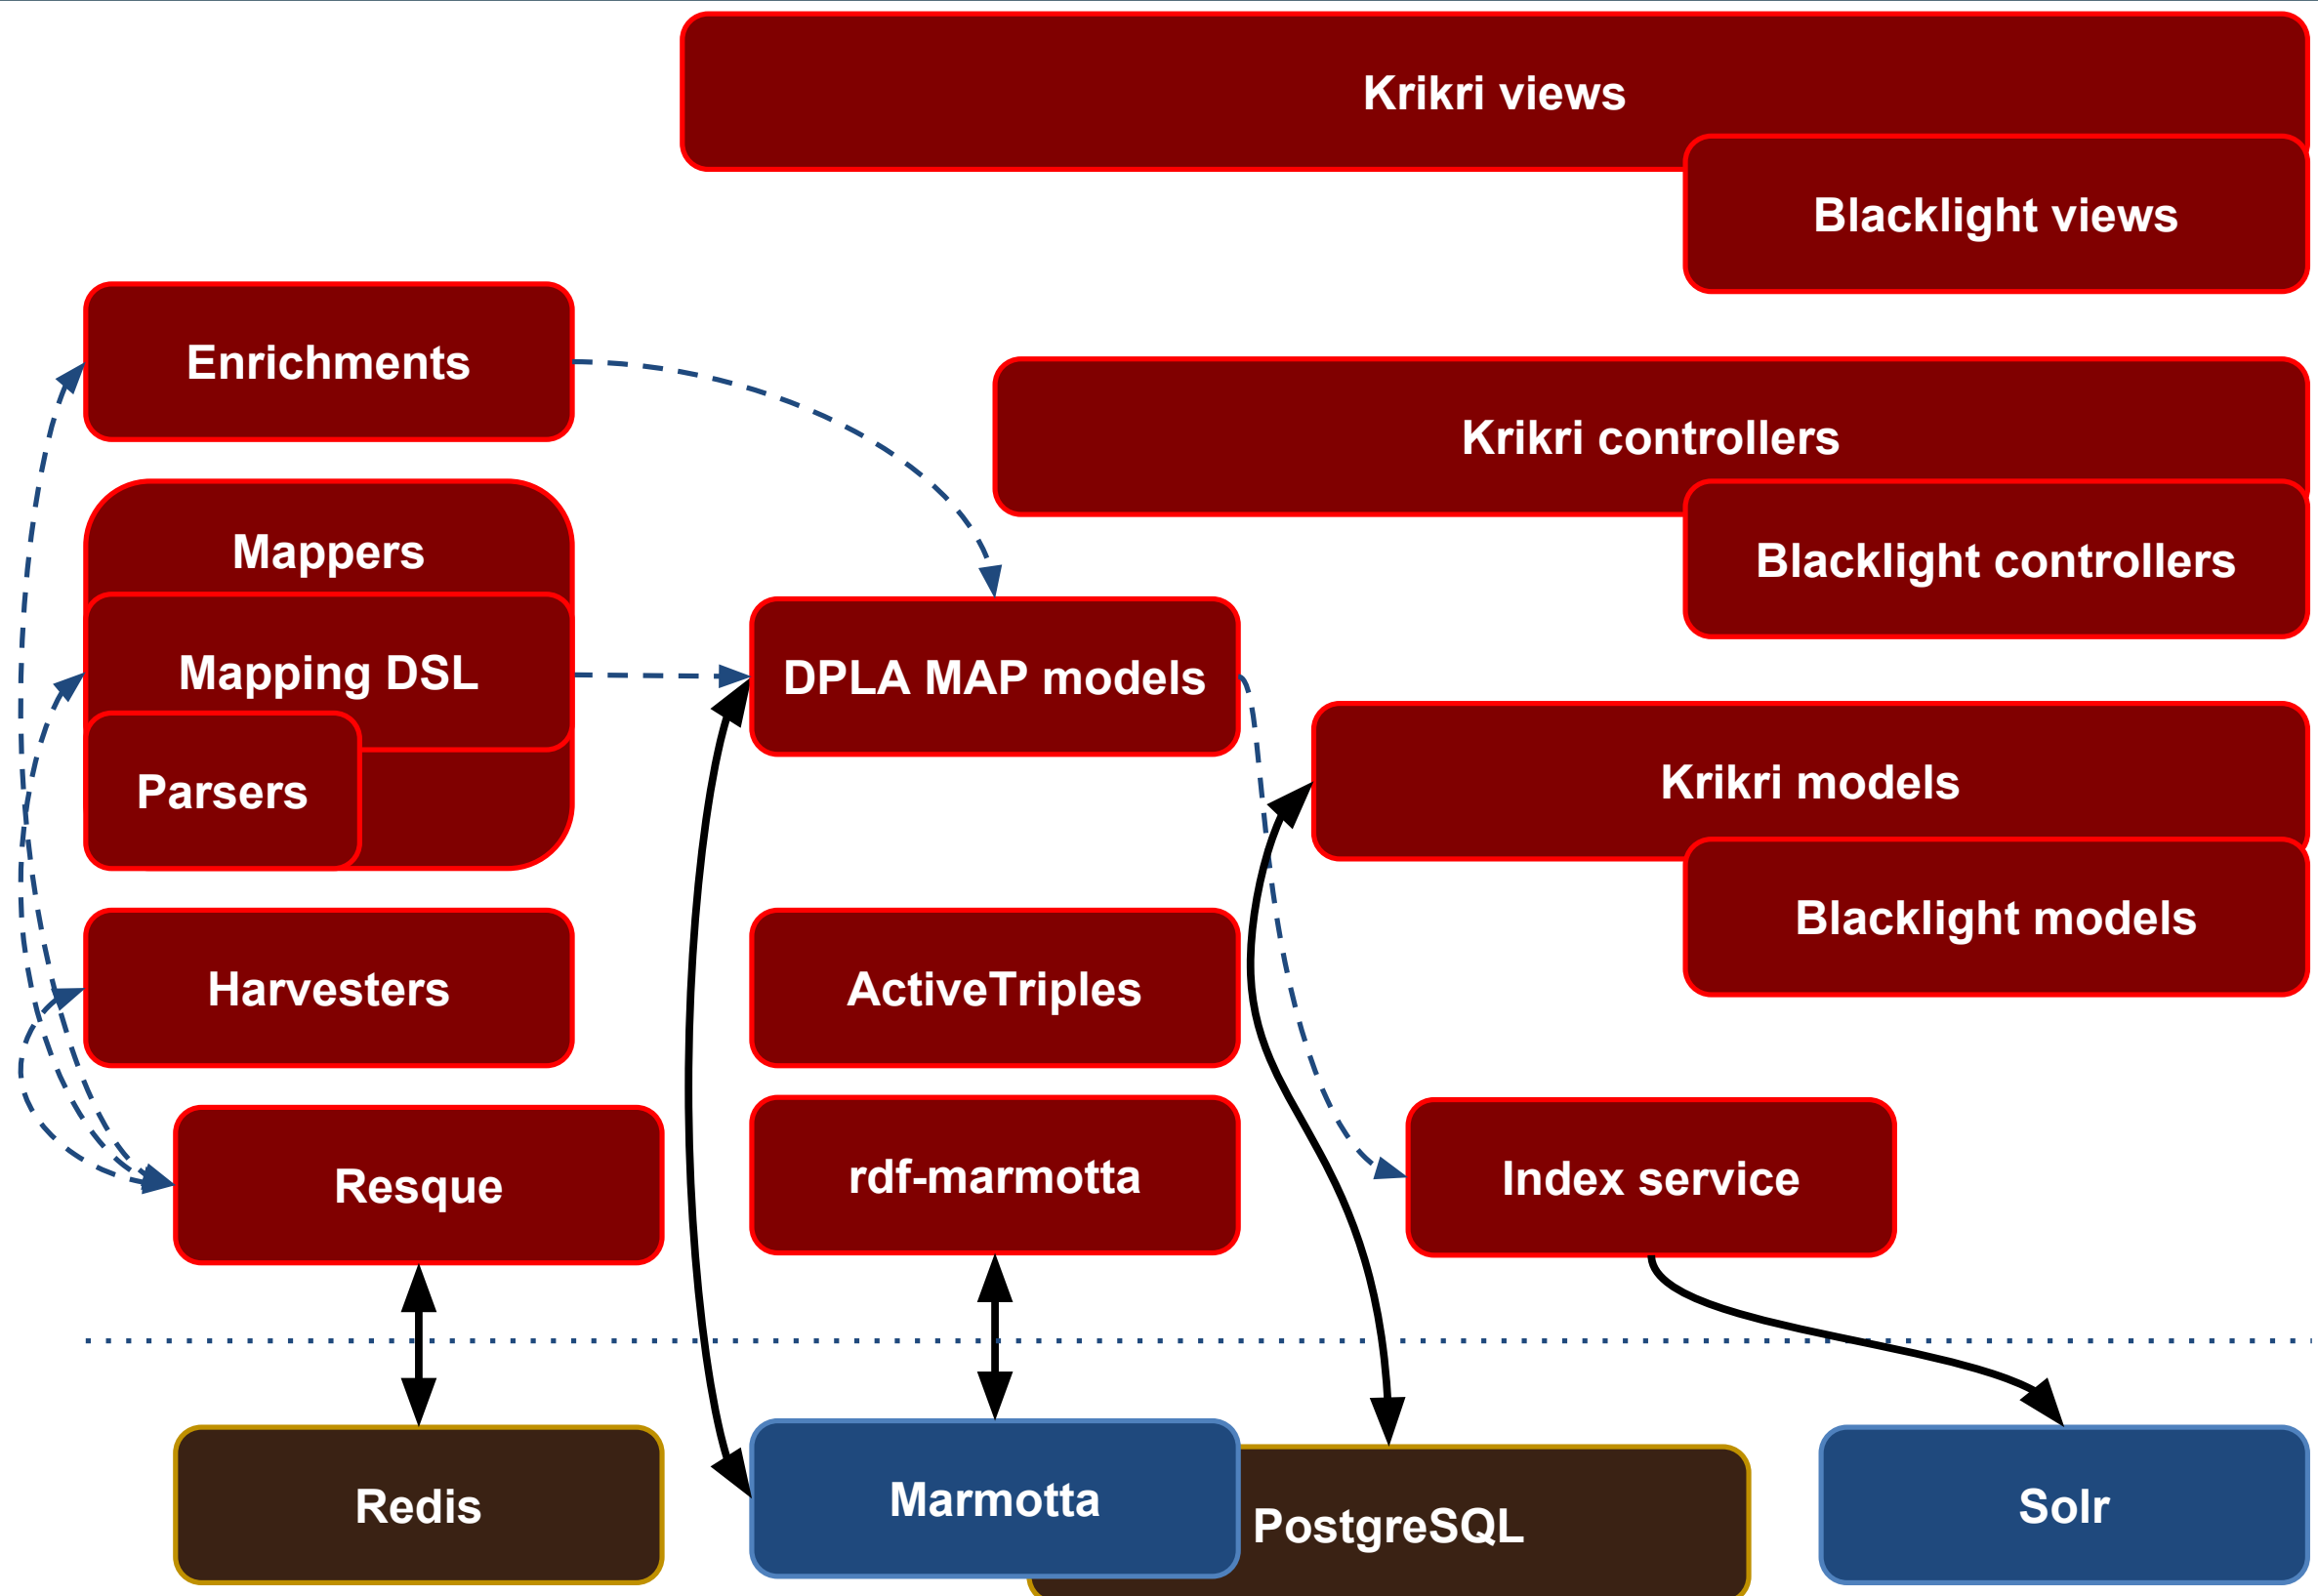 Krikri views
Blacklight views
Enrichments
Krikri controllers
Mappers
Blacklight controllers
Mapping DSL
DPLA MAP models
Krikri models
Parsers
Blacklight models
Harvesters
ActiveTriples
Resque
rdf-marmotta
Index service
Redis
Marmotta
PostgreSQL
Solr